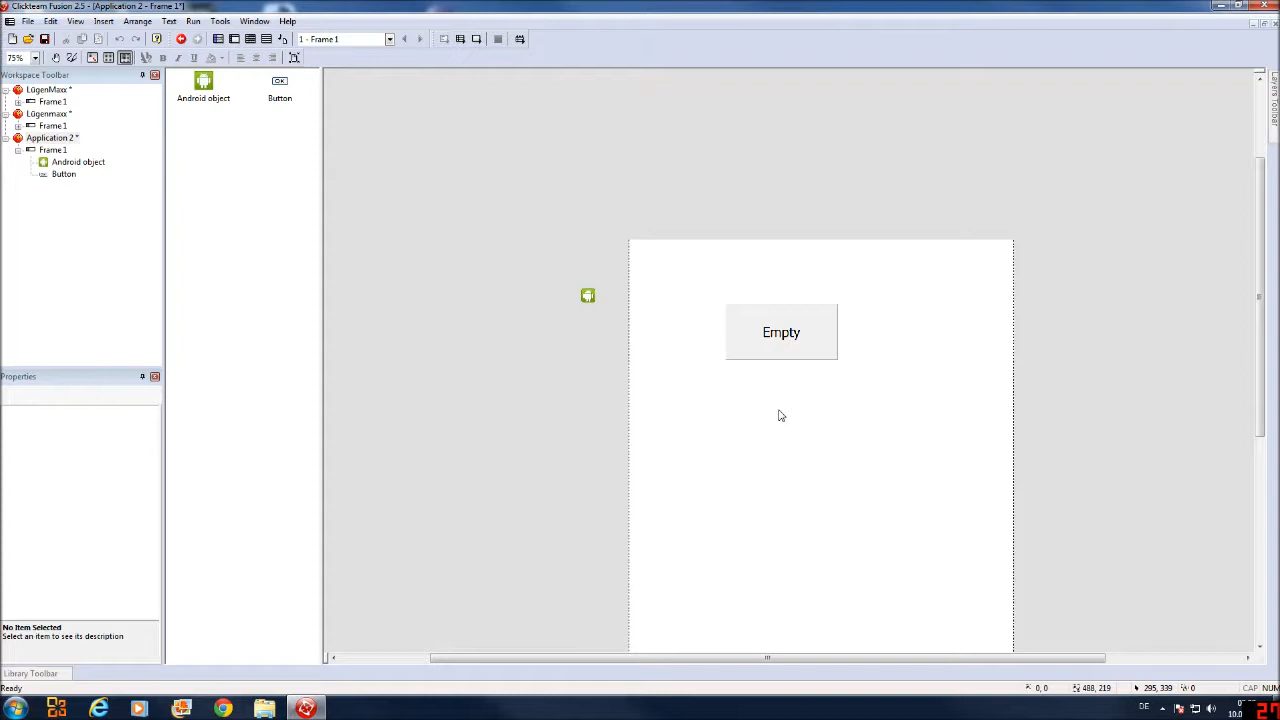 Clickteam Fusion 2.5 - [Application 2 - Frame 1*]
File Edit View Insert Arrange Text Run Tools Window Help
1 - Frame 1
75%
Workspace Toolbar
LügenMaxx *
Frame 1
Lügenmaxx *
Frame 1
Application 2 *
Frame 1
Android object
Button
Android object
Button
OK
Layers Toolbar
Empty
Properties
No Item Selected
Select an item to see its description
Library Toolbar
Ready
0, 0
488, 219
295, 339
0
CAP NUM
DE